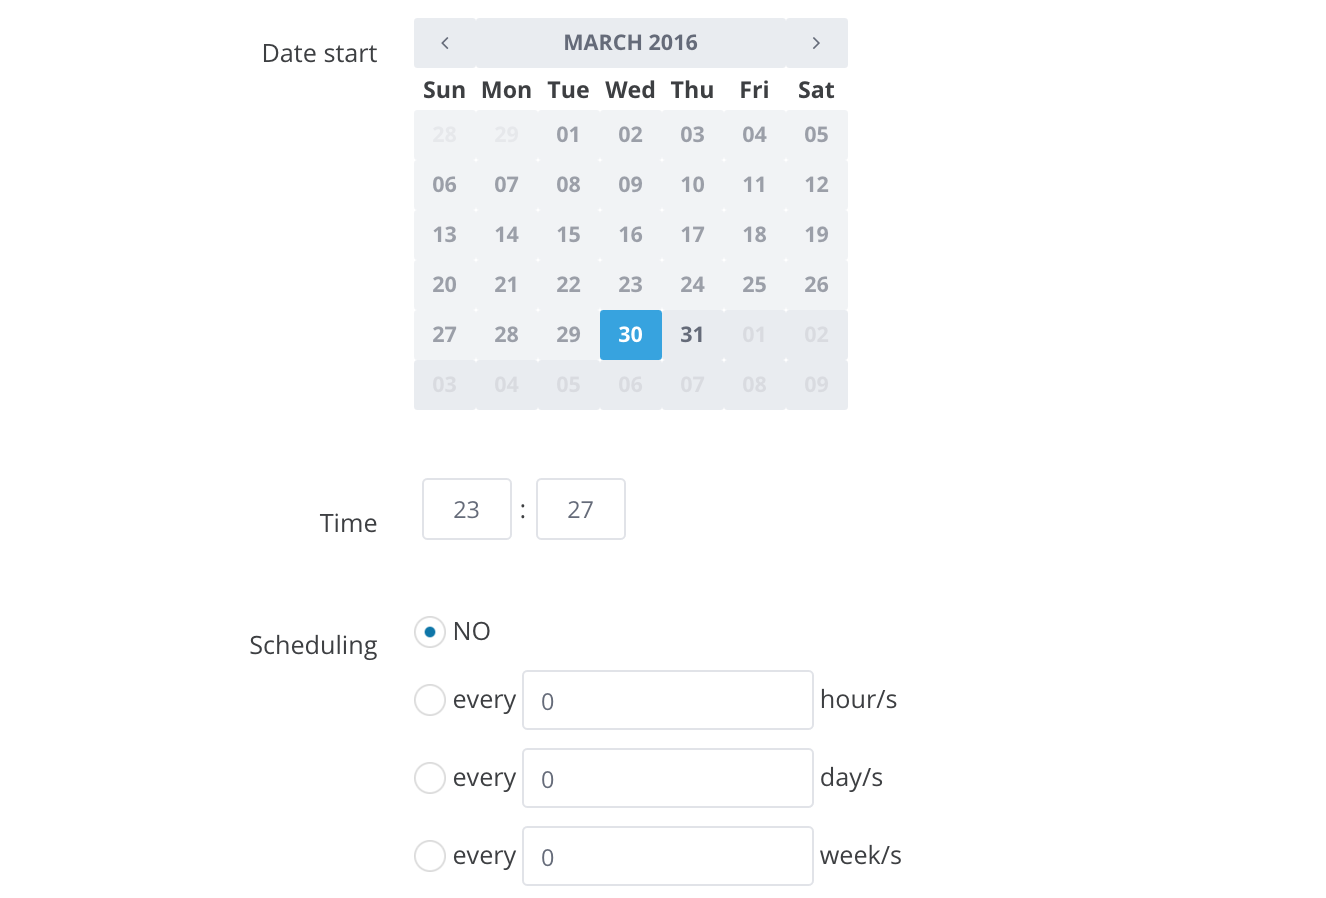 Date start
MARCH 2016
Sun Mon Tue Wed Thu Fri Sat
28 29 01 02 03 04 05
06 07 08 09 10 11 12
13 14 15 16 17 18 19
20 21 22 23 24 25 26
27 28 29 30 31 01 02
03 04 05 06 07 08 09
Time 23 : 27
Scheduling NO
every 0 hour/s
every 0 day/s
every 0 week/s